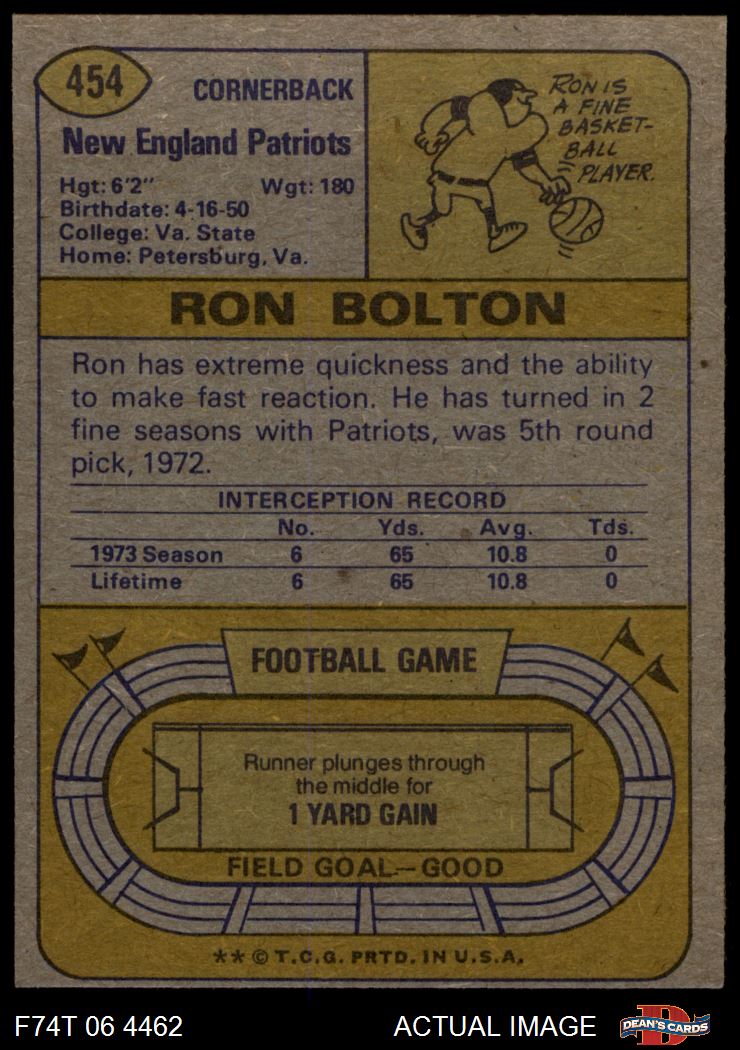 454
CORNERBACK
New England Patriots
Hgt: 6'2" Wgt: 180
Birthdate: 4-16-50
College: Va. State
Home: Petersburg, Va.
RON IS
A FINE
BASKET-
BALL
PLAYER.
RON BOLTON
Ron has extreme quickness and the ability
to make fast reaction. He has turned in 2
fine seasons with Patriots, was 5th round
pick, 1972.
INTERCEPTION RECORD
No. Yds. Avg. Tds.
1973 Season 6 65 10.8 0
Lifetime 6 65 10.8 0
FOOTBALL GAME
Runner plunges through
the middle for
1 YARD GAIN
FIELD GOAL—GOOD
** © T.C.G. PRTD. IN U.S.A.
F74T 06 4462 ACTUAL IMAGE D DEAN'S CARDS